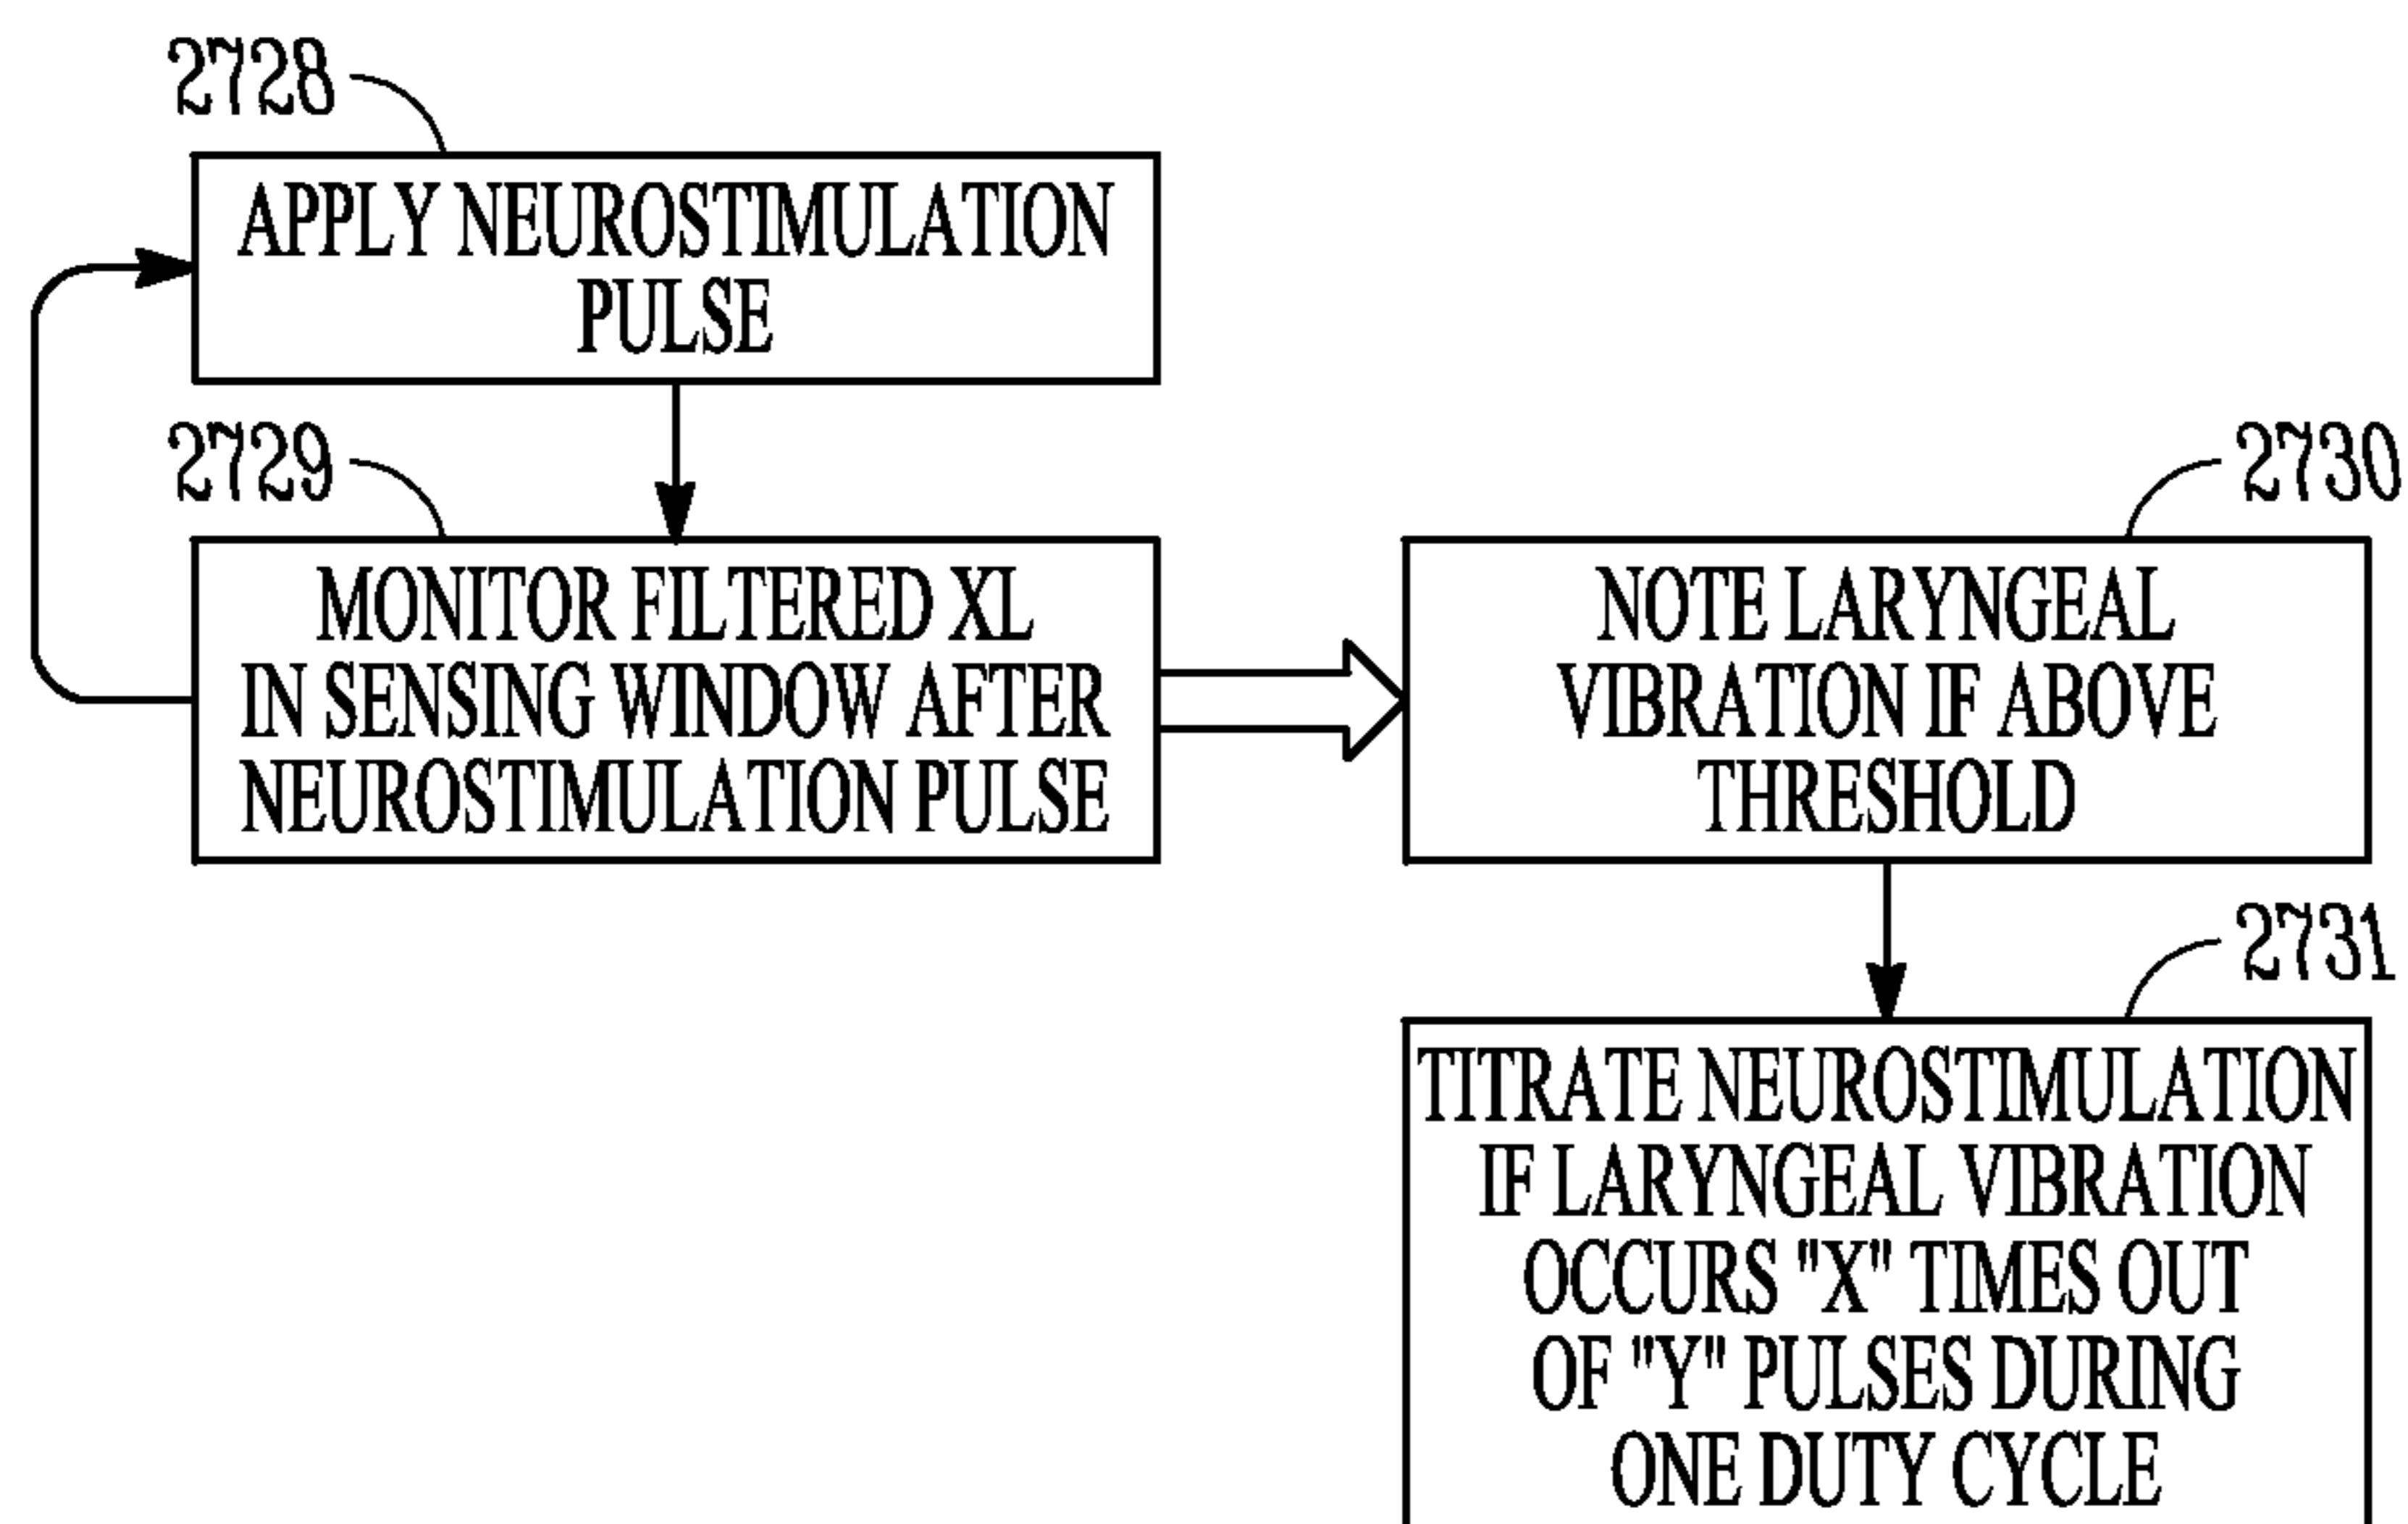 2728
APPLY NEUROSTIMULATION
PULSE
2729
MONITOR FILTERED XL
IN SENSING WINDOW AFTER
NEUROSTIMULATION PULSE
2730
NOTE LARYNGEAL
VIBRATION IF ABOVE
THRESHOLD
2731
TITRATE NEUROSTIMULATION
IF LARYNGEAL VIBRATION
OCCURS "X" TIMES OUT
OF "Y" PULSES DURING
ONE DUTY CYCLE